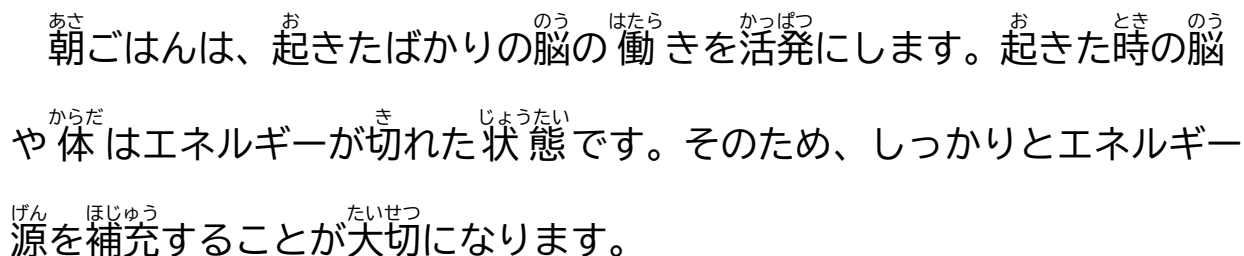 朝ごはんは、起きたばかりの脳の働きを活発にします。起きた時の脳
や体はエネルギーが切れた状態です。そのため、しっかりとエネルギー
源を補充することが大切になります。